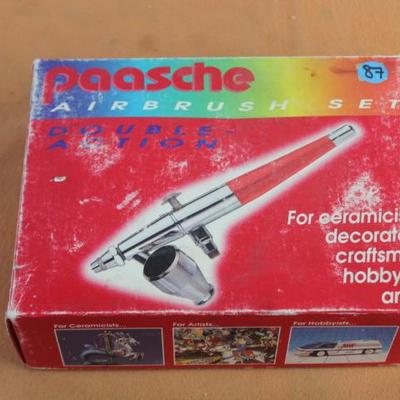 paasche
87
AIRBRUSH SET
DOUBLE-
ACTION
For ceramicis
decorato
craftsm
hobby
ar
For Ceramicists...
For Artists...
For Hobbyists...